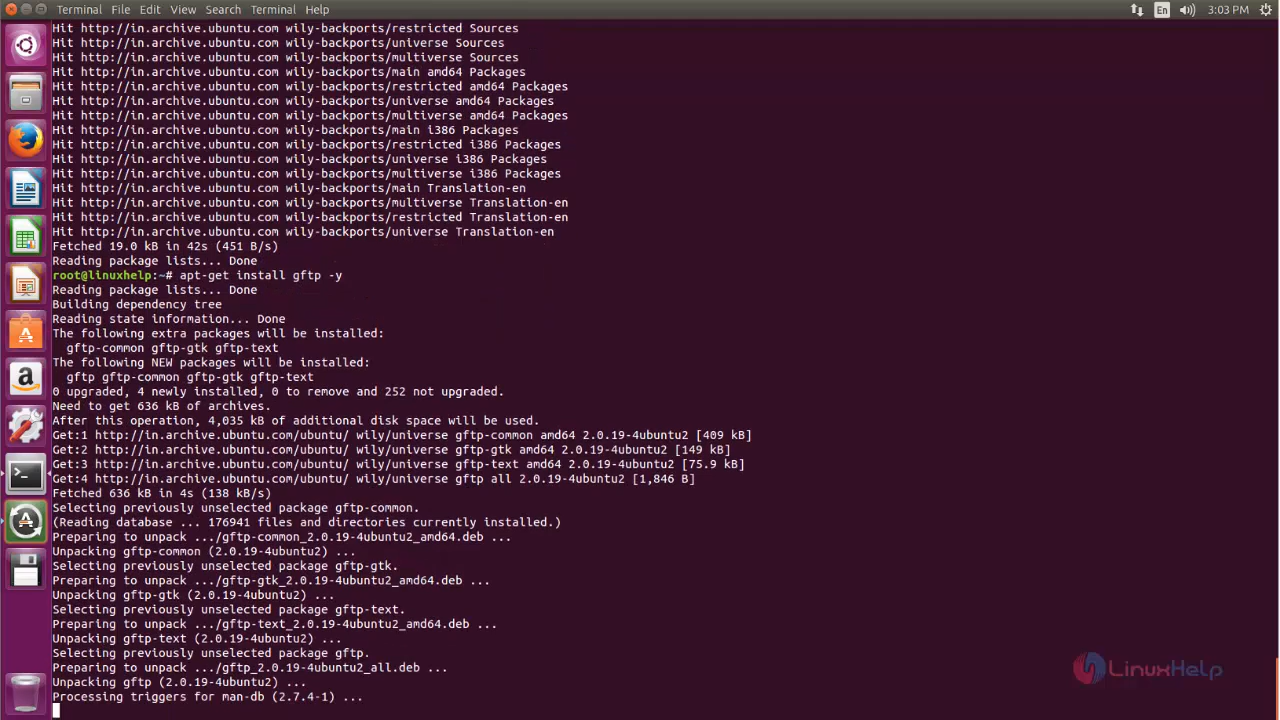 Terminal File Edit View Search Terminal Help En 3:03 PM
Hit http://in.archive.ubuntu.com wily-backports/restricted Sources
Hit http://in.archive.ubuntu.com wily-backports/universe Sources
Hit http://in.archive.ubuntu.com wily-backports/multiverse Sources
Hit http://in.archive.ubuntu.com wily-backports/main amd64 Packages
Hit http://in.archive.ubuntu.com wily-backports/restricted amd64 Packages
Hit http://in.archive.ubuntu.com wily-backports/universe amd64 Packages
Hit http://in.archive.ubuntu.com wily-backports/multiverse amd64 Packages
Hit http://in.archive.ubuntu.com wily-backports/main i386 Packages
Hit http://in.archive.ubuntu.com wily-backports/restricted i386 Packages
Hit http://in.archive.ubuntu.com wily-backports/universe i386 Packages
Hit http://in.archive.ubuntu.com wily-backports/multiverse i386 Packages
Hit http://in.archive.ubuntu.com wily-backports/main Translation-en
Hit http://in.archive.ubuntu.com wily-backports/multiverse Translation-en
Hit http://in.archive.ubuntu.com wily-backports/restricted Translation-en
Hit http://in.archive.ubuntu.com wily-backports/universe Translation-en
Fetched 19.0 kB in 42s (451 B/s)
Reading package lists... Done
root@linuxhelp:~# apt-get install gftp -y
Reading package lists... Done
Building dependency tree
Reading state information... Done
The following extra packages will be installed:
gftp-common gftp-gtk gftp-text
The following NEW packages will be installed:
gftp gftp-common gftp-gtk gftp-text
0 upgraded, 4 newly installed, 0 to remove and 252 not upgraded.
Need to get 636 kB of archives.
After this operation, 4,035 kB of additional disk space will be used.
Get:1 http://in.archive.ubuntu.com/ubuntu/ wily/universe gftp-common amd64 2.0.19-4ubuntu2 [409 kB]
Get:2 http://in.archive.ubuntu.com/ubuntu/ wily/universe gftp-gtk amd64 2.0.19-4ubuntu2 [149 kB]
Get:3 http://in.archive.ubuntu.com/ubuntu/ wily/universe gftp-text amd64 2.0.19-4ubuntu2 [75.9 kB]
Get:4 http://in.archive.ubuntu.com/ubuntu/ wily/universe gftp all 2.0.19-4ubuntu2 [1,846 B]
Fetched 636 kB in 4s (138 kB/s)
Selecting previously unselected package gftp-common.
(Reading database ... 176941 files and directories currently installed.)
Preparing to unpack .../gftp-common_2.0.19-4ubuntu2_amd64.deb ...
Unpacking gftp-common (2.0.19-4ubuntu2) ...
Selecting previously unselected package gftp-gtk.
Preparing to unpack .../gftp-gtk_2.0.19-4ubuntu2_amd64.deb ...
Unpacking gftp-gtk (2.0.19-4ubuntu2) ...
Selecting previously unselected package gftp-text.
Preparing to unpack .../gftp-text_2.0.19-4ubuntu2_amd64.deb ...
Unpacking gftp-text (2.0.19-4ubuntu2) ...
Selecting previously unselected package gftp.
Preparing to unpack .../gftp_2.0.19-4ubuntu2_all.deb ...
Unpacking gftp (2.0.19-4ubuntu2) ...
Processing triggers for man-db (2.7.4-1) ...
LinuxHelp